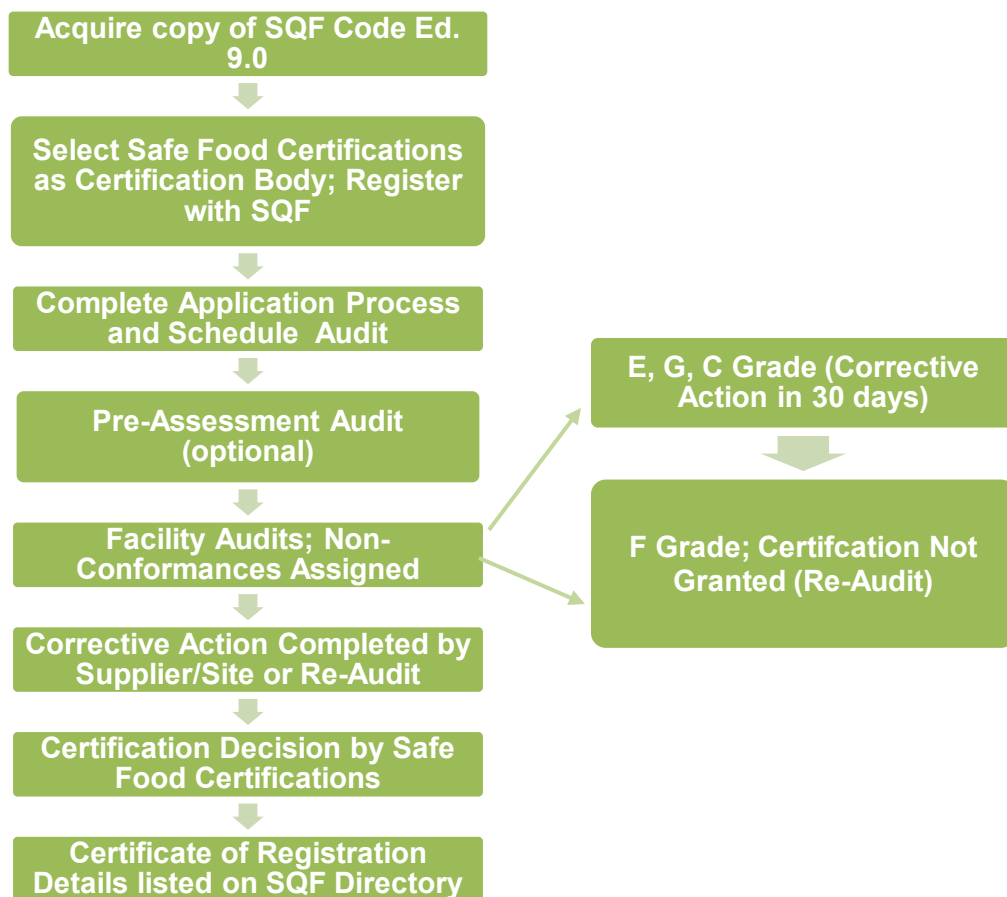 Acquire copy of SQF Code Ed.
9.0
Select Safe Food Certifications
as Certification Body; Register
with SQF
Complete Application Process
and Schedule Audit
Pre-Assessment Audit
(optional)
Facility Audits; Non-
Conformances Assigned
E, G, C Grade (Corrective
Action in 30 days)
F Grade; Certifcation Not
Granted (Re-Audit)
Corrective Action Completed by
Supplier/Site or Re-Audit
Certification Decision by Safe
Food Certifications
Certificate of Registration
Details listed on SQF Directory